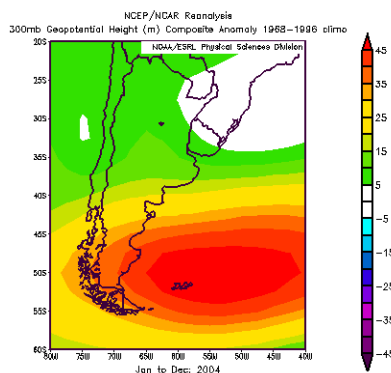 NCEP/NCAR Reanalysis
300mb Geopotential Height (m) Composite Anomaly 1968-1996 climo
NOAA/ESRL Physical Sciences Division
20S
25S
30S
35S
40S
45S
50S
55S
60S
80W 75W 70W 65W 60W 55W 50W 45W 40W
Jan to Dec: 2004
45
35
25
15
5
-5
-15
-25
-35
-45